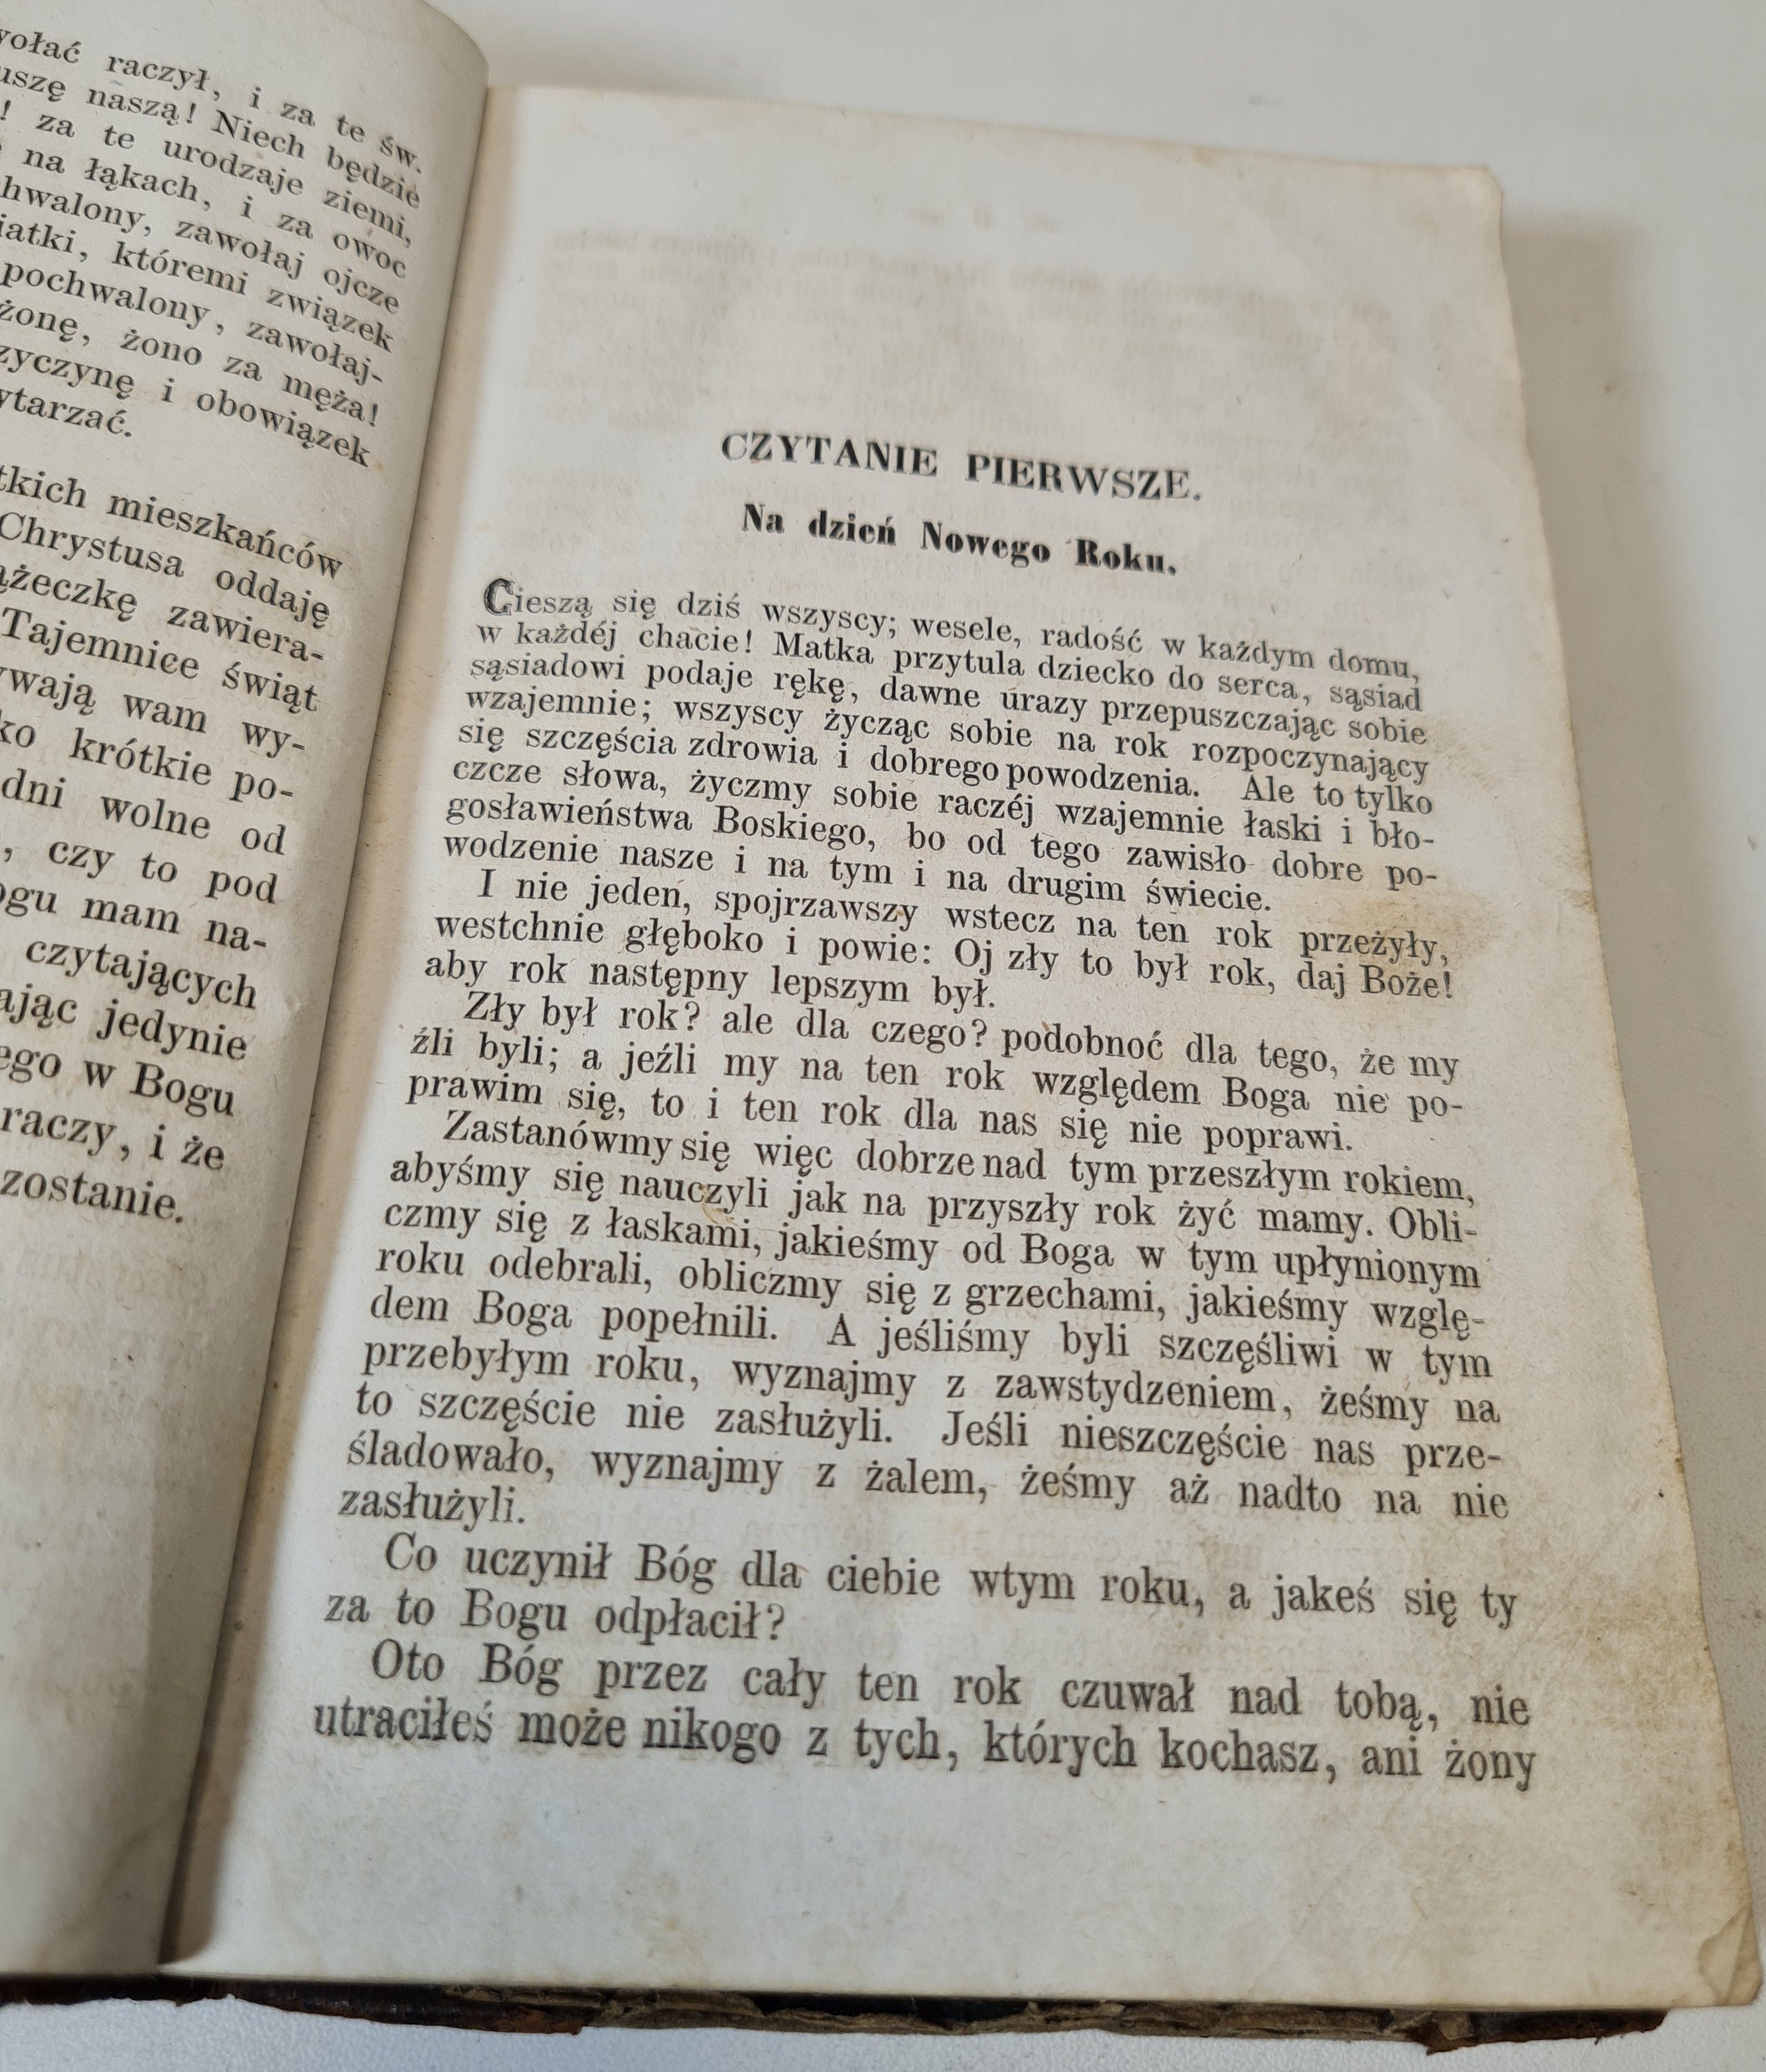 raczył, i za te św.
naszą! Niech będzie
! za te urodzaje ziemi,
na łąkach, i za owoc
zawołaj ojcze
któremi związek
pochwalony, zawołaj-
żonę, żono za męża!
i obowiązek
mieszkańców
Chrystusa oddaję
zawiera-
Tajemnice świąt
wam wy-
krótkie po-
dni wolne od
, czy to pod
mam na-
czytających
jedynie
w Bogu
raczy, i że
zostanie.
CZYTANIE PIERWSZE.
Na dzień Nowego Roku.
Cieszą się dziś wszyscy; wesele, radość w każdym domu,
w każdéj chacie! Matka przytula dziecko do serca, sąsiad
sąsiadowi podaje rękę, dawne urazy przepuszczając sobie
wzajemnie; wszyscy życząc sobie na rok rozpoczynający
się szczęścia zdrowia i dobrego powodzenia. Ale to tylko
czcze słowa, życzmy sobie raczéj wzajemnie łaski i bło-
gosławieństwa Boskiego, bo od tego zawisło dobre po-
wodzenie nasze i na tym i na drugim świecie.
I nie jeden, spojrzawszy wstecz na ten rok przeżyły,
westchnie głęboko i powie: Oj zły to był rok, daj Boże!
aby rok następny lepszym był.
Zły był rok? ale dla czego? podobnoć dla tego, że my
źli byli; a jeźli my na ten rok względem Boga nie po-
prawim się, to i ten rok dla nas się nie poprawi.
Zastanówmy się więc dobrze nad tym przeszłym rokiem,
abyśmy się nauczyli jak na przyszły rok żyć mamy. Obli-
czmy się z łaskami, jakieśmy od Boga w tym upłynionym
roku odebrali, obliczmy się z grzechami, jakieśmy wzglę-
dem Boga popełnili. A jeśliśmy byli szczęśliwi w tym
przebyłym roku, wyznajmy z zawstydzeniem, żeśmy na
to szczęście nie zasłużyli. Jeśli nieszczęście nas prze-
śladowało, wyznajmy z żalem, żeśmy aż nadto na nie
zasłużyli.
Co uczynił Bóg dla ciebie wtym roku, a jakeś się ty
za to Bogu odpłacił?
Oto Bóg przez cały ten rok czuwał nad tobą, nie
utraciłeś może nikogo z tych, których kochasz, ani żony